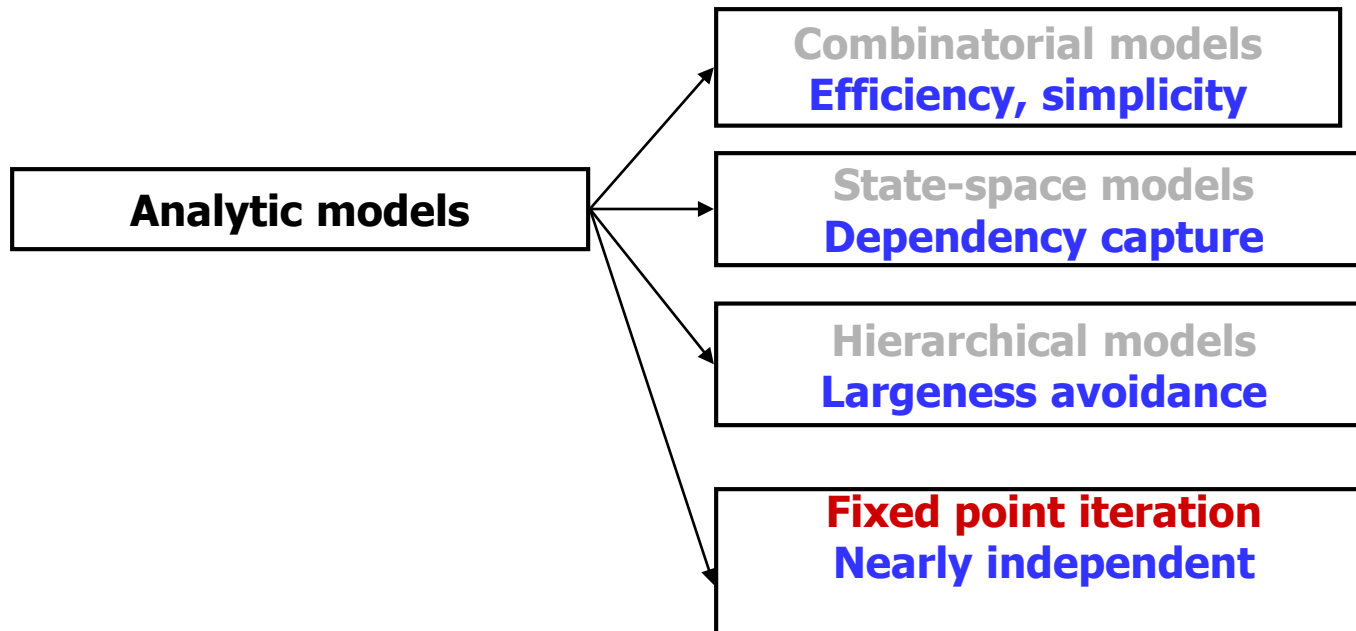 Analytic models
Combinatorial models
Efficiency, simplicity
State-space models
Dependency capture
Hierarchical models
Largeness avoidance
Fixed point iteration
Nearly independent